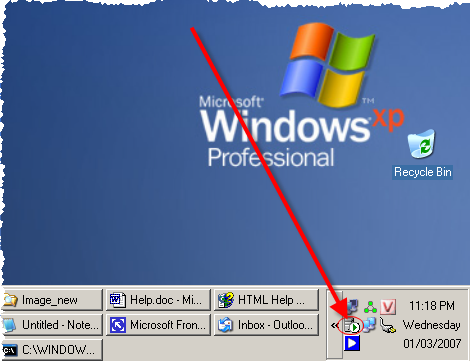 Microsoft®
Windows xp
Professional
™
Recycle Bin
Image_new
Help.doc - Mi...
HTML Help ...
11:18 PM
Untitled - Note...
Microsoft Fron...
Inbox - Outloo...
Wednesday
C:\WINDOW...
01/03/2007